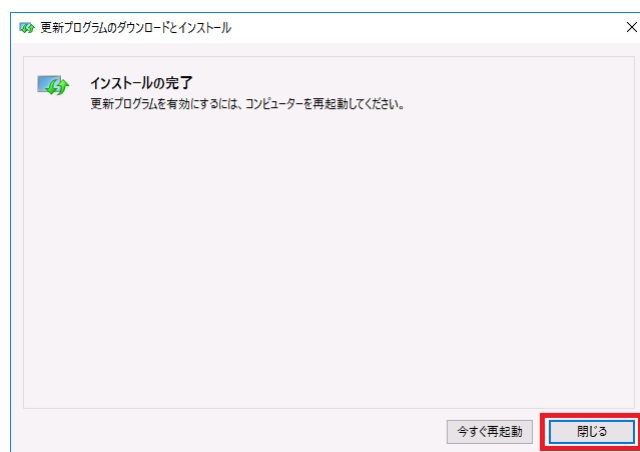 更新プログラムのダウンロードとインストール
インストールの完了
更新プログラムを有効にするには、コンピューターを再起動してください。
今すぐ再起動
閉じる